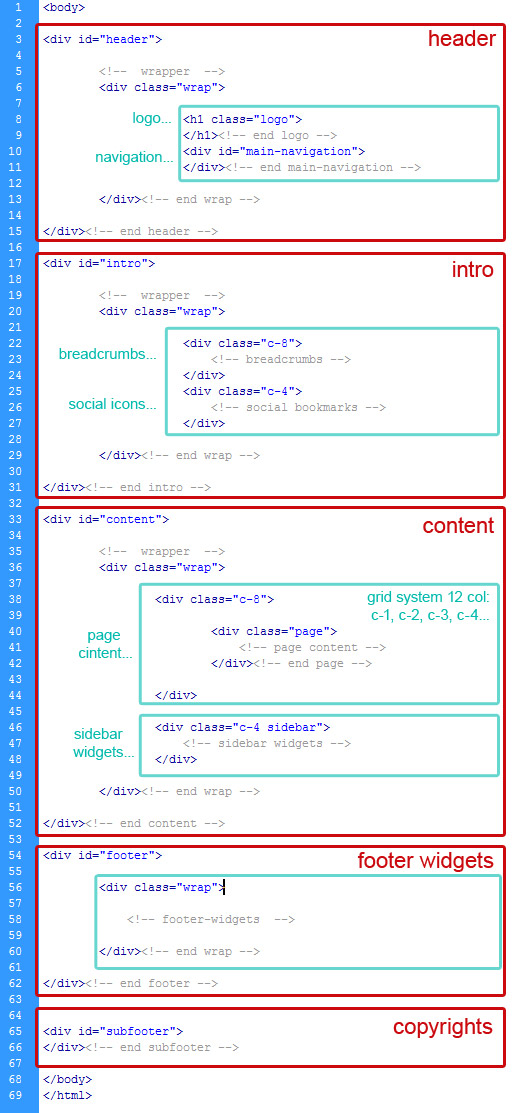 1 <body>
2
3 <div id="header"> header
4
5 <!-- wrapper -->
6 <div class="wrap">
7
8 logo... <h1 class="logo">
9 </h1><!-- end logo -->
10 navigation... <div id="main-navigation">
11 </div><!-- end main-navigation -->
12
13 </div><!-- end wrap -->
14
15 </div><!-- end header -->
16
17 <div id="intro"> intro
18
19 <!-- wrapper -->
20 <div class="wrap">
21
22 <div class="c-8">
23 breadcrumbs... <!-- breadcrumbs -->
24 </div>
25 <div class="c-4">
26 social icons... <!-- social bookmarks -->
27 </div>
28
29 </div><!-- end wrap -->
30
31 </div><!-- end intro -->
32
33 <div id="content"> content
34
35 <!-- wrapper -->
36 <div class="wrap">
37
38 <div class="c-8"> grid system 12 col:
39 c-1, c-2, c-3, c-4...
40 page <div class="page">
41 cintent... <!-- page content -->
42 </div><!-- end page -->
43
44 </div>
45
46 sidebar <div class="c-4 sidebar">
47 widgets... <!-- sidebar widgets -->
48 </div>
49
50 </div><!-- end wrap -->
51
52 </div><!-- end content -->
53
54 <div id="footer"> footer widgets
55
56 <div class="wrap">
57
58 <!-- footer-widgets -->
59
60 </div><!-- end wrap -->
61
62 </div><!-- end footer -->
63
64
65 <div id="subfooter"> copyrights
66 </div><!-- end subfooter -->
67
68 </body>
69 </html>